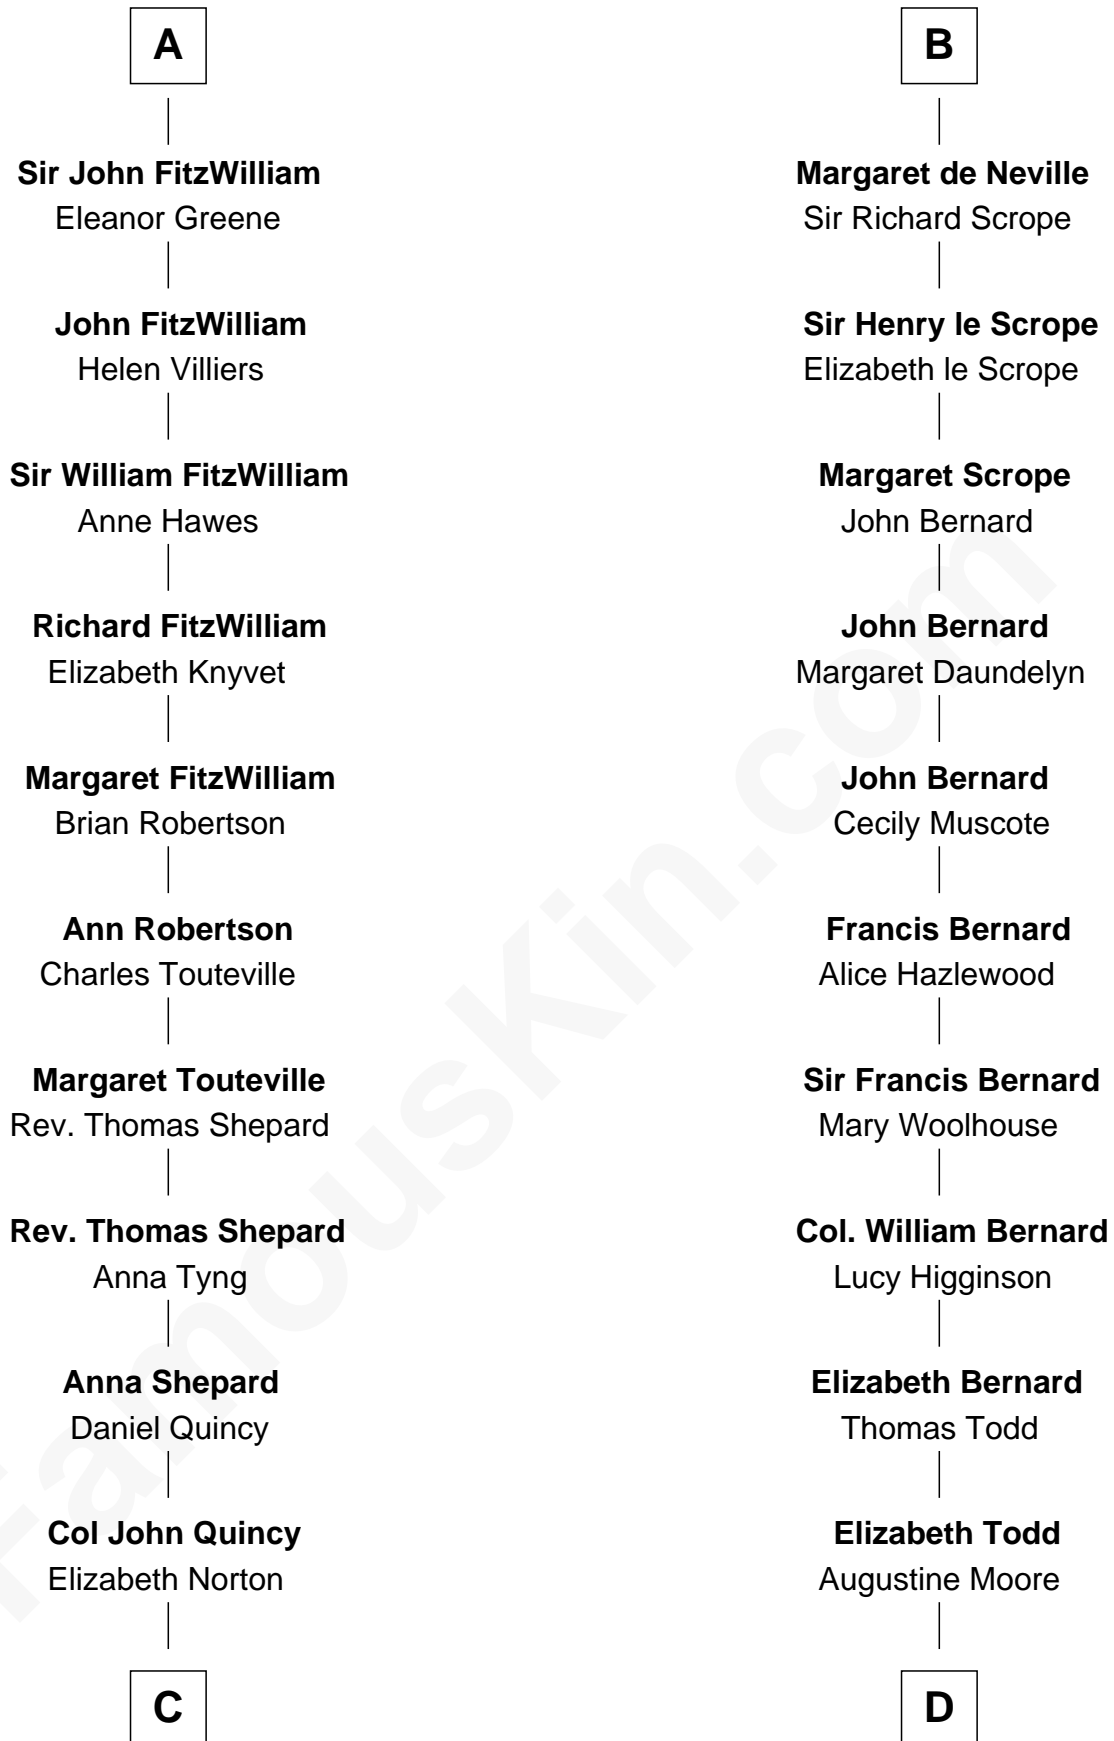 A
Sir John FitzWilliam
Eleanor Greene
John FitzWilliam
Helen Villiers
Sir William FitzWilliam
Anne Hawes
Richard FitzWilliam
Elizabeth Knyvet
Margaret FitzWilliam
Brian Robertson
Ann Robertson
Charles Touteville
Margaret Touteville
Rev. Thomas Shepard
Rev. Thomas Shepard
Anna Tyng
Anna Shepard
Daniel Quincy
Col John Quincy
Elizabeth Norton
C
B
Margaret de Neville
Sir Richard Scrope
Sir Henry le Scrope
Elizabeth le Scrope
Margaret Scrope
John Bernard
John Bernard
Margaret Daundelyn
John Bernard
Cecily Muscote
Francis Bernard
Alice Hazlewood
Sir Francis Bernard
Mary Woolhouse
Col. William Bernard
Lucy Higginson
Elizabeth Bernard
Thomas Todd
Elizabeth Todd
Augustine Moore
D
FamousKin.com